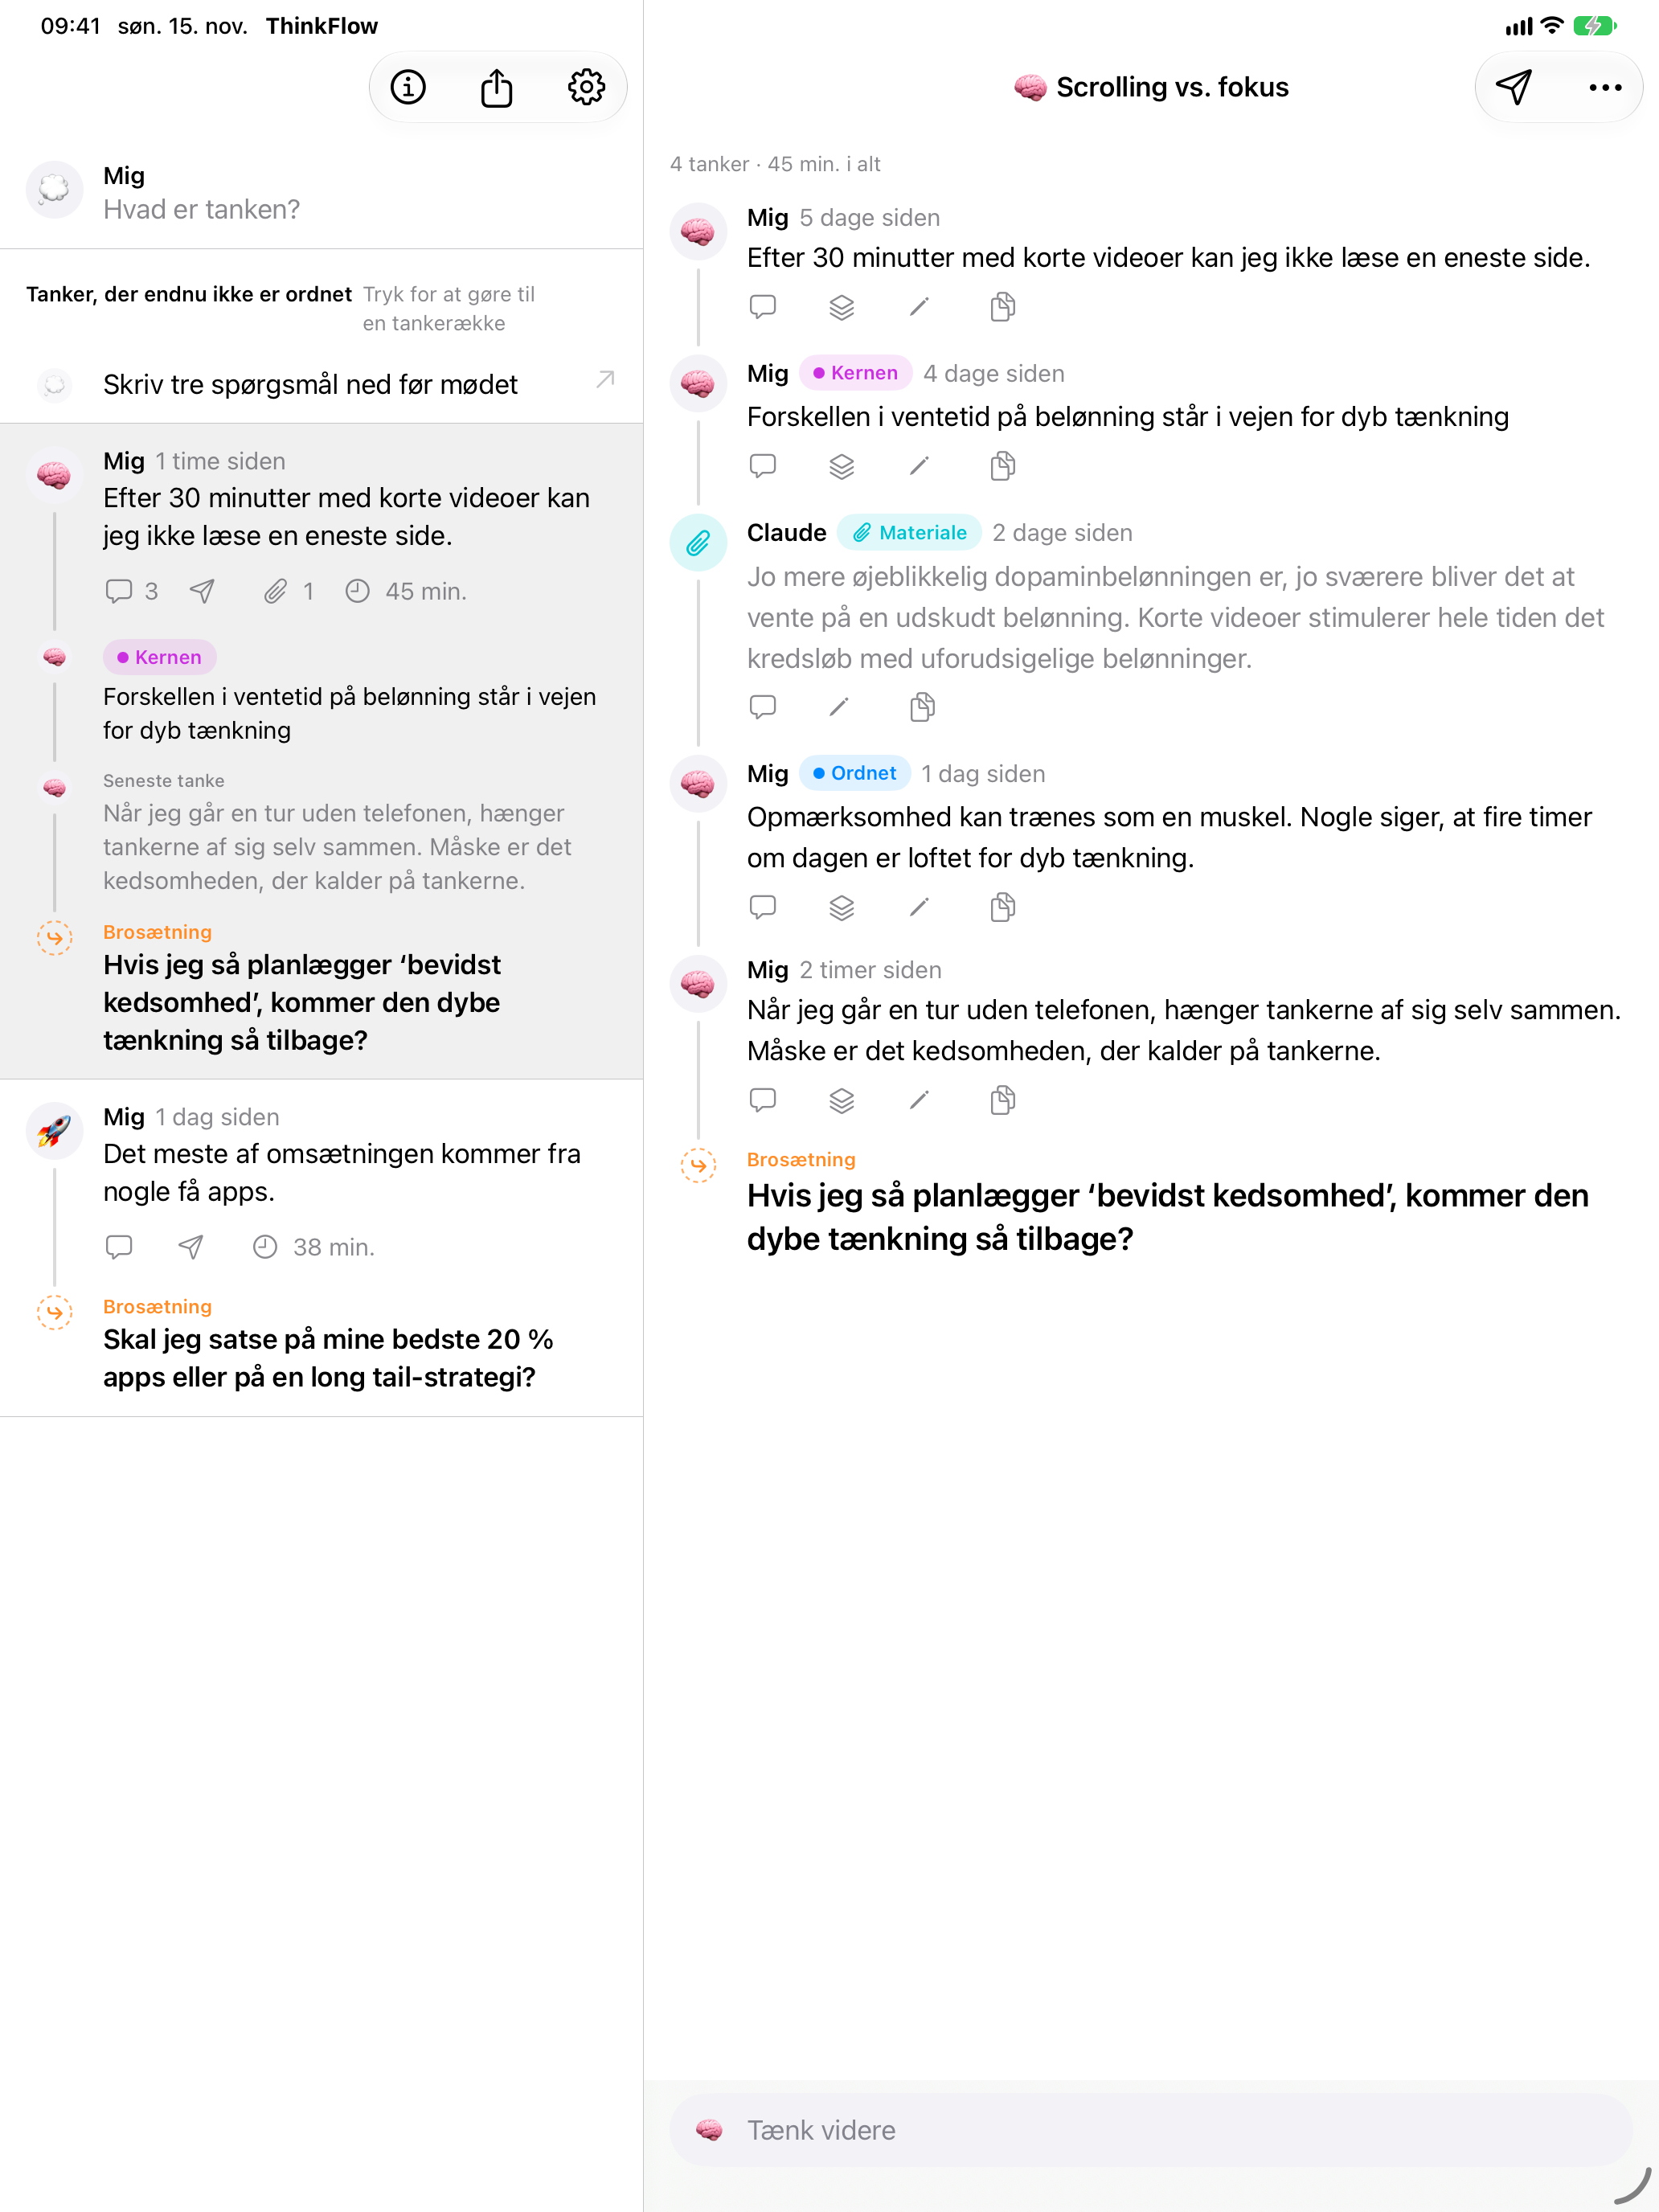 09:41 søn. 15. nov. ThinkFlow
Mig
Hvad er tanken?
Tanker, der endnu ikke er ordnet Tryk for at gøre til
en tankerække
Skriv tre spørgsmål ned før mødet
Mig 1 time siden
Efter 30 minutter med korte videoer kan
jeg ikke læse en eneste side.
3 1 45 min.
Kernen
Forskellen i ventetid på belønning står i vejen
for dyb tænkning
Seneste tanke
Når jeg går en tur uden telefonen, hænger
tankerne af sig selv sammen. Måske er det
kedsomheden, der kalder på tankerne.
Brosætning
Hvis jeg så planlægger ‘bevidst
kedsomhed’, kommer den dybe
tænkning så tilbage?
Mig 1 dag siden
Det meste af omsætningen kommer fra
nogle få apps.
38 min.
Brosætning
Skal jeg satse på mine bedste 20 %
apps eller på en long tail-strategi?
Scrolling vs. fokus
4 tanker · 45 min. i alt
Mig 5 dage siden
Efter 30 minutter med korte videoer kan jeg ikke læse en eneste side.
Mig Kernen 4 dage siden
Forskellen i ventetid på belønning står i vejen for dyb tænkning
Claude Materiale 2 dage siden
Jo mere øjeblikkelig dopaminbelønningen er, jo sværere bliver det at
vente på en udskudt belønning. Korte videoer stimulerer hele tiden det
kredsløb med uforudsigelige belønninger.
Mig Ordnet 1 dag siden
Opmærksomhed kan trænes som en muskel. Nogle siger, at fire timer
om dagen er loftet for dyb tænkning.
Mig 2 timer siden
Når jeg går en tur uden telefonen, hænger tankerne af sig selv sammen.
Måske er det kedsomheden, der kalder på tankerne.
Brosætning
Hvis jeg så planlægger ‘bevidst kedsomhed’, kommer den
dybe tænkning så tilbage?
Tænk videre